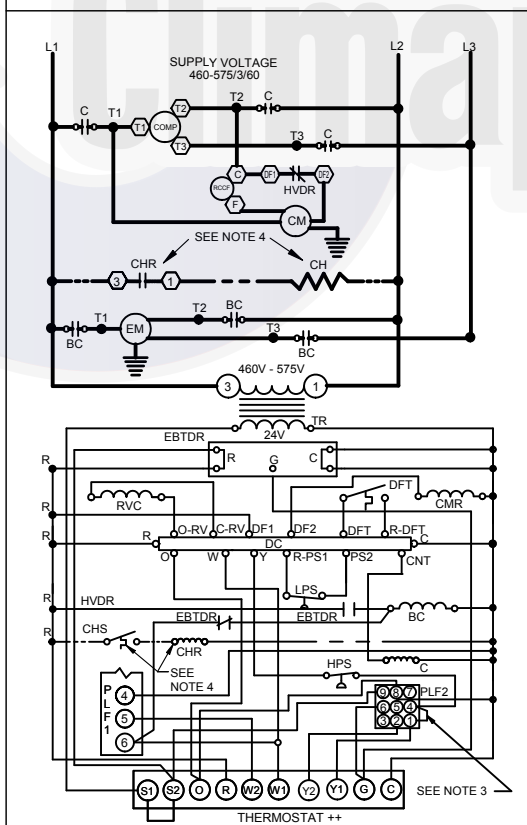 Clima
L1 L2 L3
SUPPLY VOLTAGE
460-575/3/60
C T1 T1 COMP T2 T2 C
T3 T3 C
C DF1 HVDR DF2
RCCF
F
CM
SEE NOTE 4
CHR CH
3 1
T1 T2 BC
BC EM T3 BC
460V - 575V
3 1
24V TR
EBTDR
R R G C
RVC DFT CMR
R O-RV C-RV DF1 DF2 DFT R-DFT
R R DC C
O W Y R-PS1 PS2 CNT
LPS
R HVDR EBTDR EBTDR BC
R CHS CHR C
SEE NOTE 4
HPS
PLF1 4 5 6
9 8 7 PLF2
6 5 4
3 2 1
S1 S2 O R W2 W1 Y2 Y1 G C
SEE NOTE 3
THERMOSTAT ++